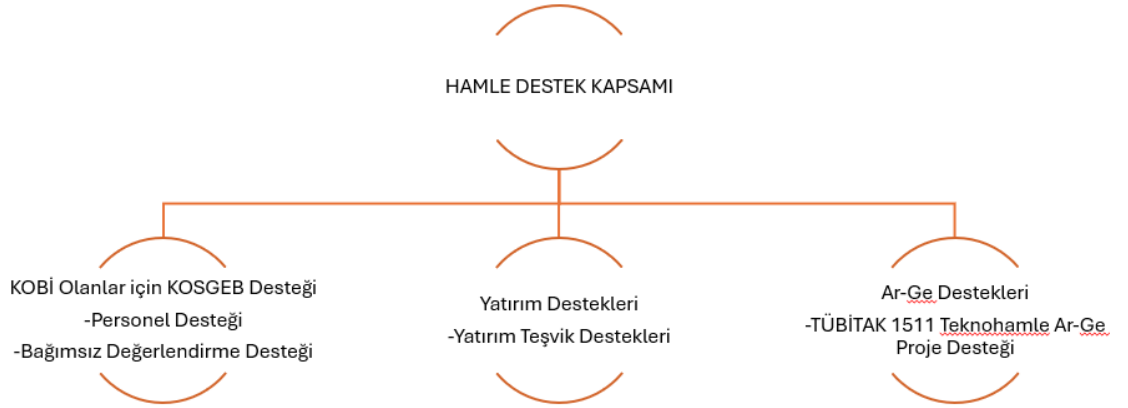 HAMLE DESTEK KAPSAMI
KOBİ Olanlar için KOSGEB Desteği
-Personel Desteği
-Bağımsız Değerlendirme Desteği
Yatırım Destekleri
-Yatırım Teşvik Destekleri
Ar-Ge Destekleri
-TÜBİTAK 1511 Teknohamle Ar-Ge
Proje Desteği